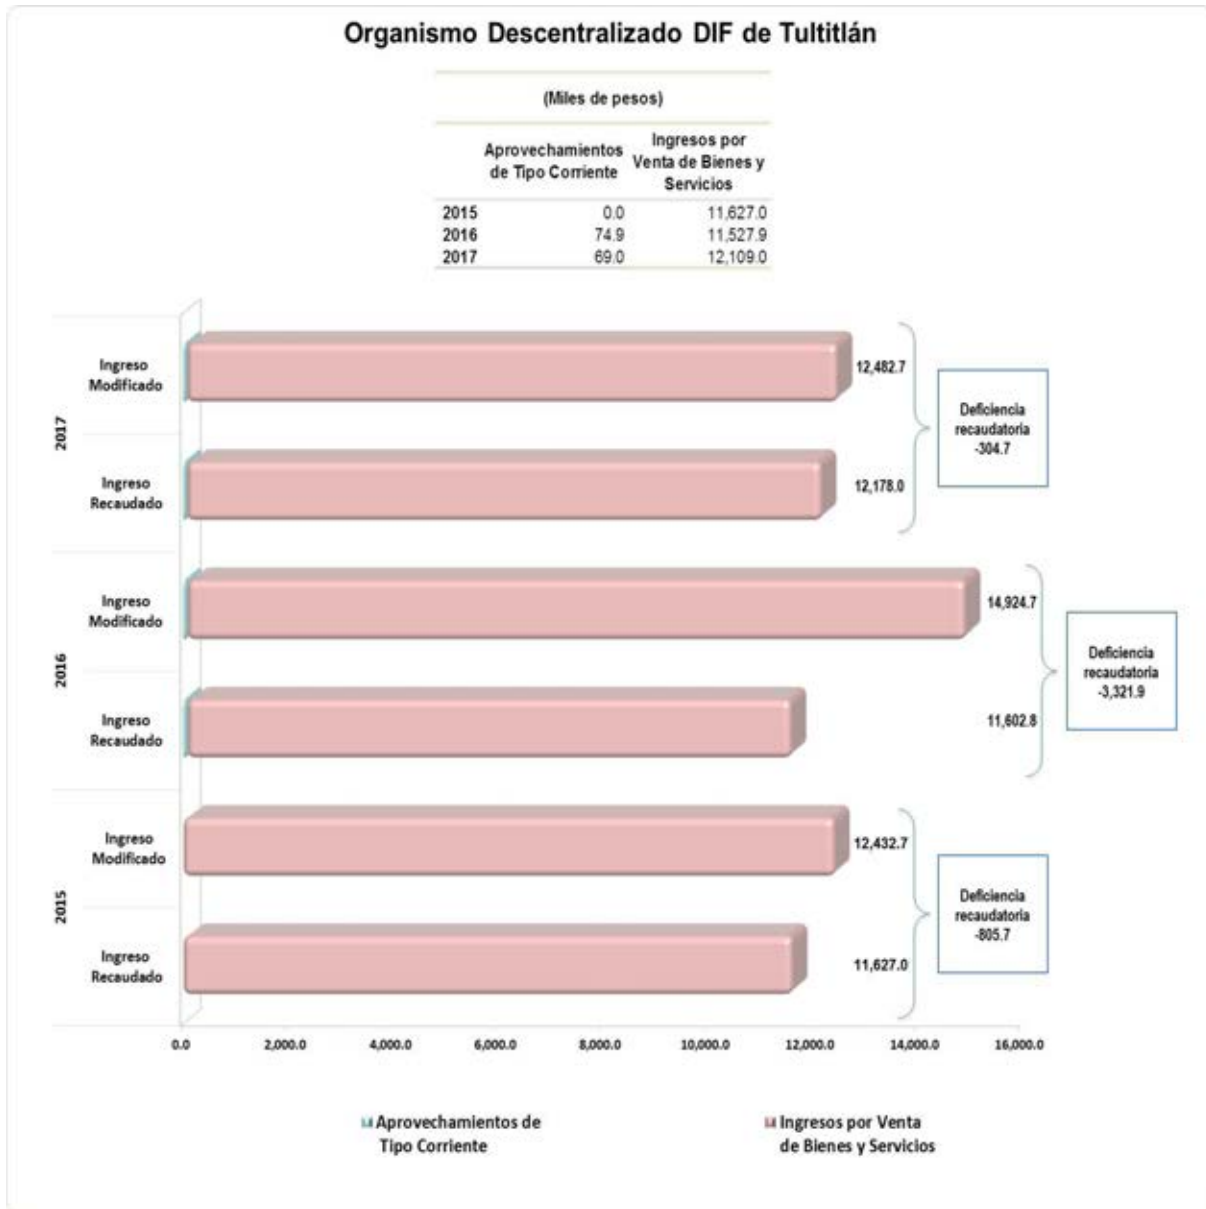 Organismo Descentralizado DIF de Tultitlán
(Miles de pesos)
Aprovechamientos de Tipo Corriente
Ingresos por Venta de Bienes y Servicios
2015 0.0 11,627.0
2016 74.9 11,527.9
2017 69.0 12,109.0
2017
Ingreso
Modificado
12,482.7
Ingreso
Recaudado
12,178.0
Deficiencia
recaudatoria
-304.7
2016
Ingreso
Modificado
14,924.7
Ingreso
Recaudado
11,602.8
Deficiencia
recaudatoria
-3,321.9
2015
Ingreso
Modificado
12,432.7
Ingreso
Recaudado
11,627.0
Deficiencia
recaudatoria
-805.7
0.0 2,000.0 4,000.0 6,000.0 8,000.0 10,000.0 12,000.0 14,000.0 16,000.0
Aprovechamientos de
Tipo Corriente
Ingresos por Venta
de Bienes y Servicios